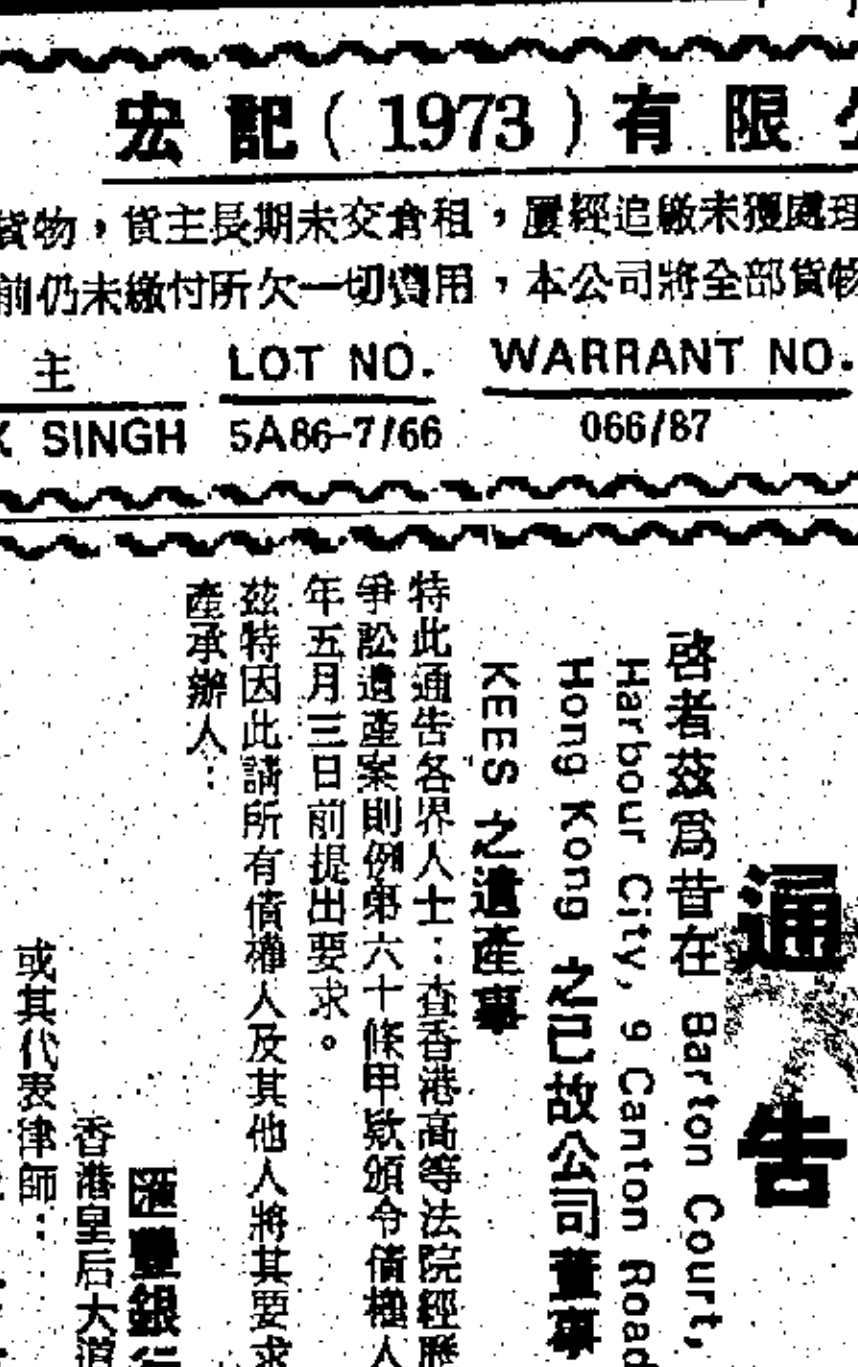 宏記(1973)有限
貨物，貨主長期未交倉租，屢經追繳未獲處理
前仍未繳付所欠一切費用，本公司將全部貨物
主 LOT NO. WARRANT NO.
SINGH 5A86-7/66 066/87
通告
啓者茲爲昔在 Barton Court,
Harbour City, 9 Canton Road
Hong Kong 之已故公司董事
KEES 之遺產事
特此通告各界人士：查香港高等法院經歷
爭訟遺產案則例第六十條甲欵頒令債權人
年五月三日前提出要求。
茲特因此請所有債權人及其他人將其要求
產承辦人：
滙豐銀行
香港皇后大道
或其代表律師：